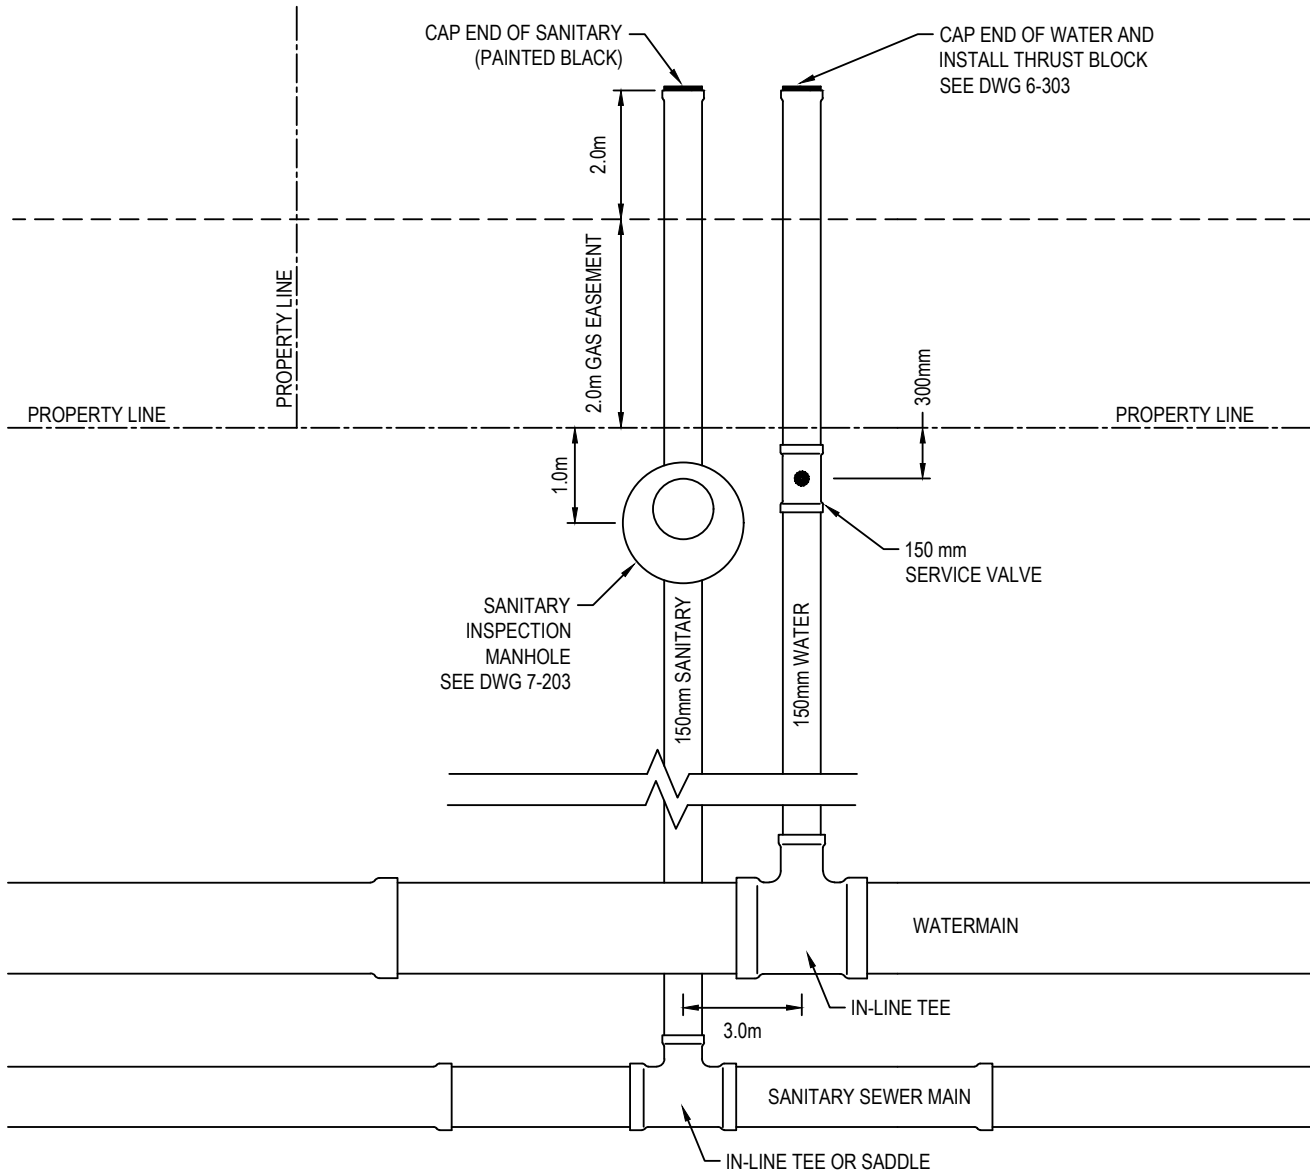 CAP END OF SANITARY
(PAINTED BLACK)
CAP END OF WATER AND
INSTALL THRUST BLOCK
SEE DWG 6-303
2.0m
2.0m GAS EASEMENT
PROPERTY LINE
PROPERTY LINE
PROPERTY LINE
300mm
1.0m
150 mm
SERVICE VALVE
SANITARY
INSPECTION
MANHOLE
SEE DWG 7-203
150mm SANITARY
150mm WATER
WATERMAIN
IN-LINE TEE
3.0m
SANITARY SEWER MAIN
IN-LINE TEE OR SADDLE